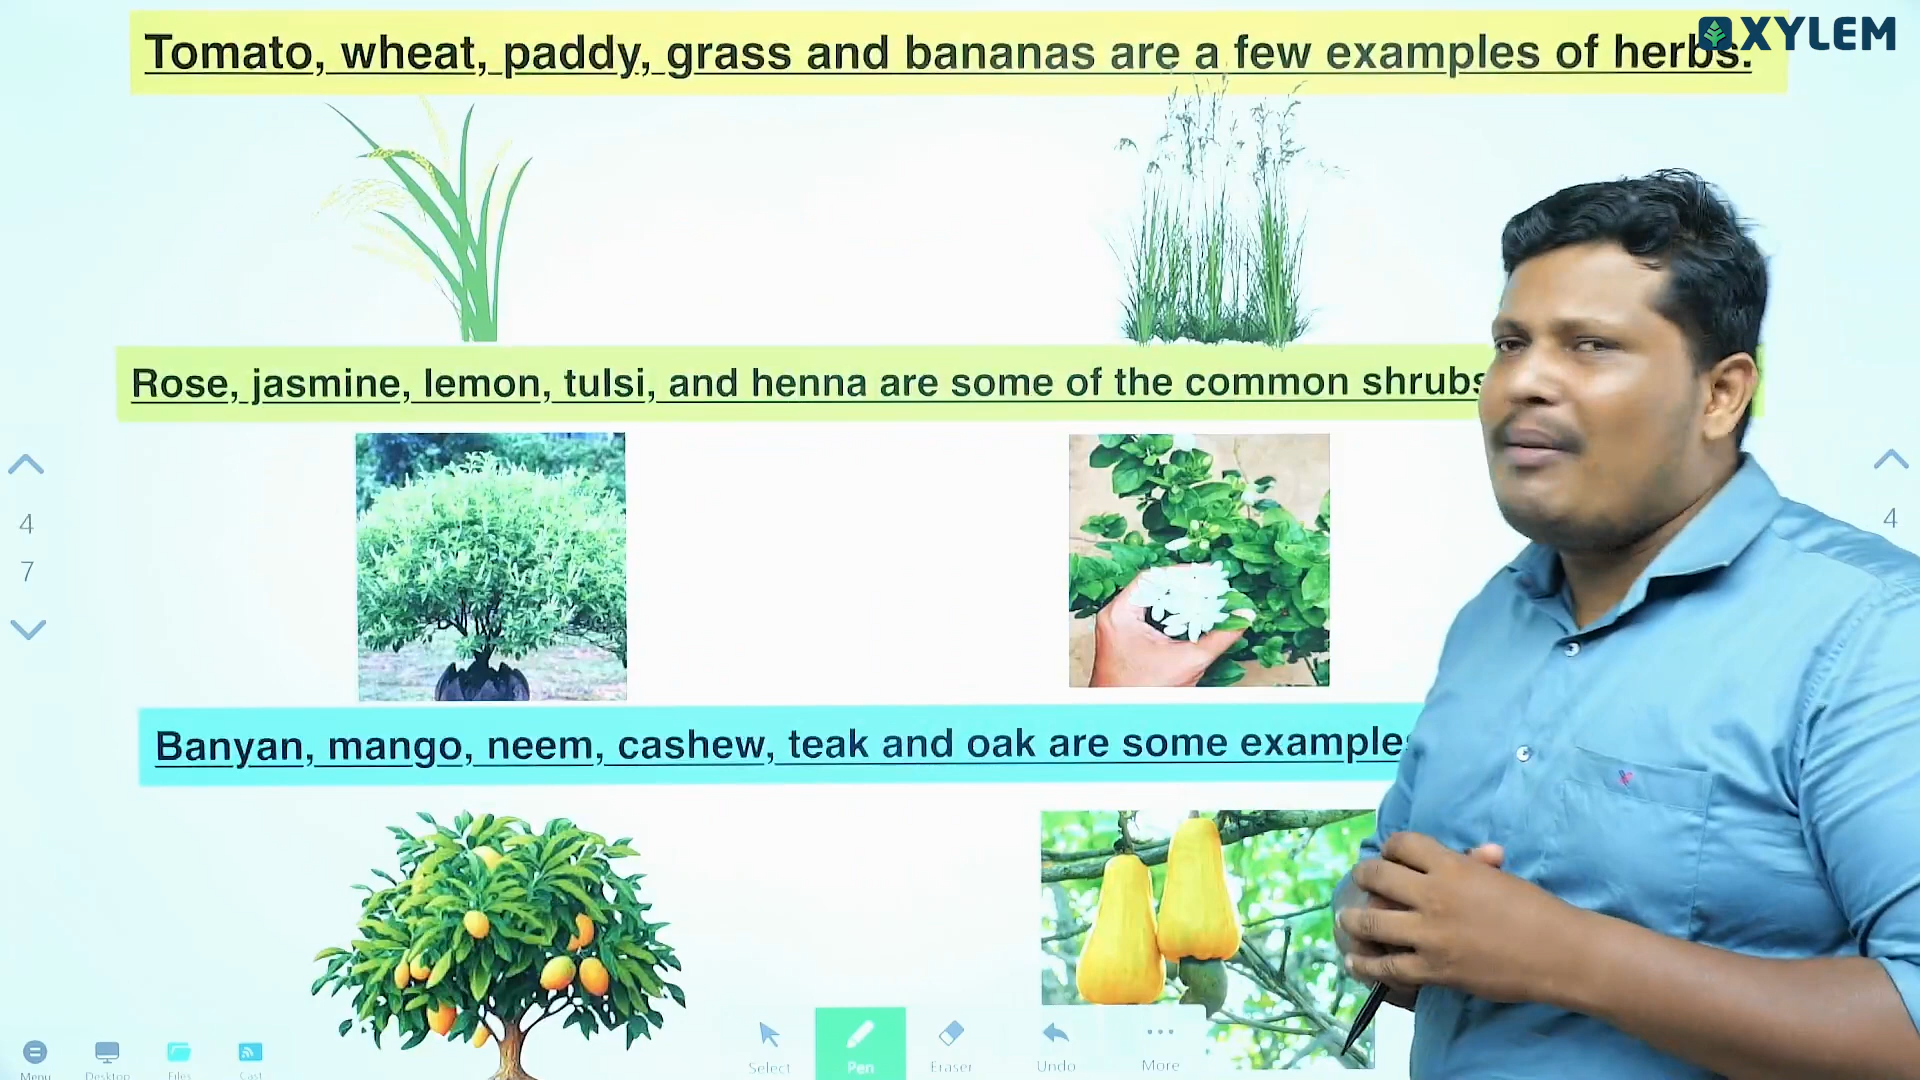 XYLEM
Tomato, wheat, paddy, grass and bananas are a few examples of herbs.
Rose, jasmine, lemon, tulsi, and henna are some of the common shrubs
Banyan, mango, neem, cashew, teak and oak are some examples
4
7
4
Menu
Desktop
Files
Cast
Select
Pen
Eraser
Undo
More